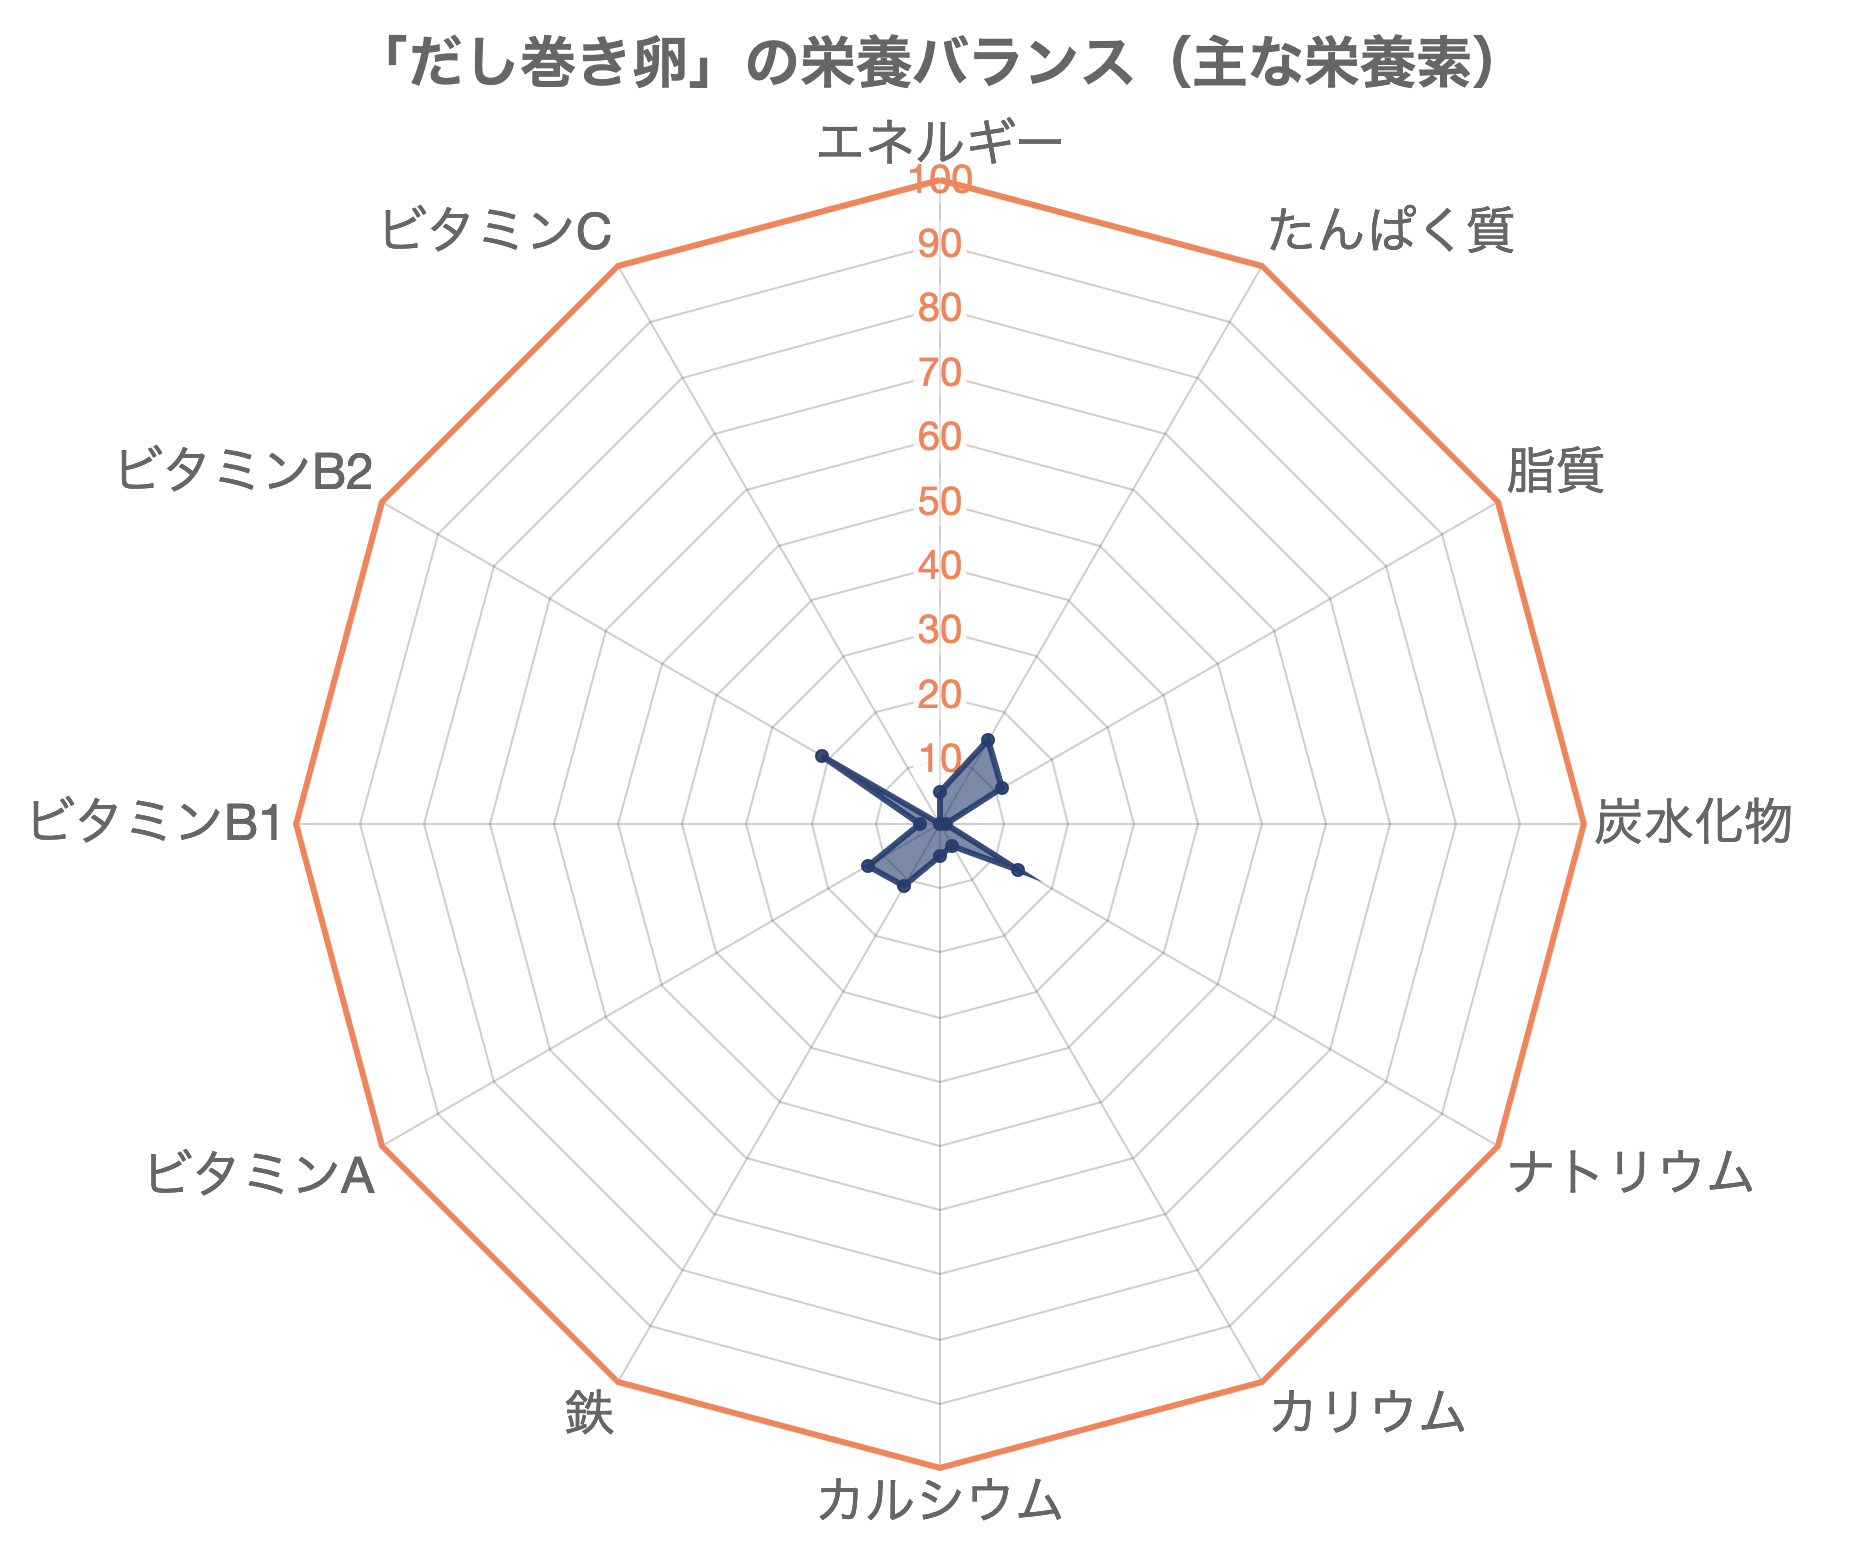 「だし巻き卵」の栄養バランス（主な栄養素）
エネルギー
100
ビタミンC
たんぱく質
90
80
70
60
ビタミンB2
脂質
50
40
30
20
10
ビタミンB1
炭水化物
ビタミンA
ナトリウム
鉄
カリウム
カルシウム